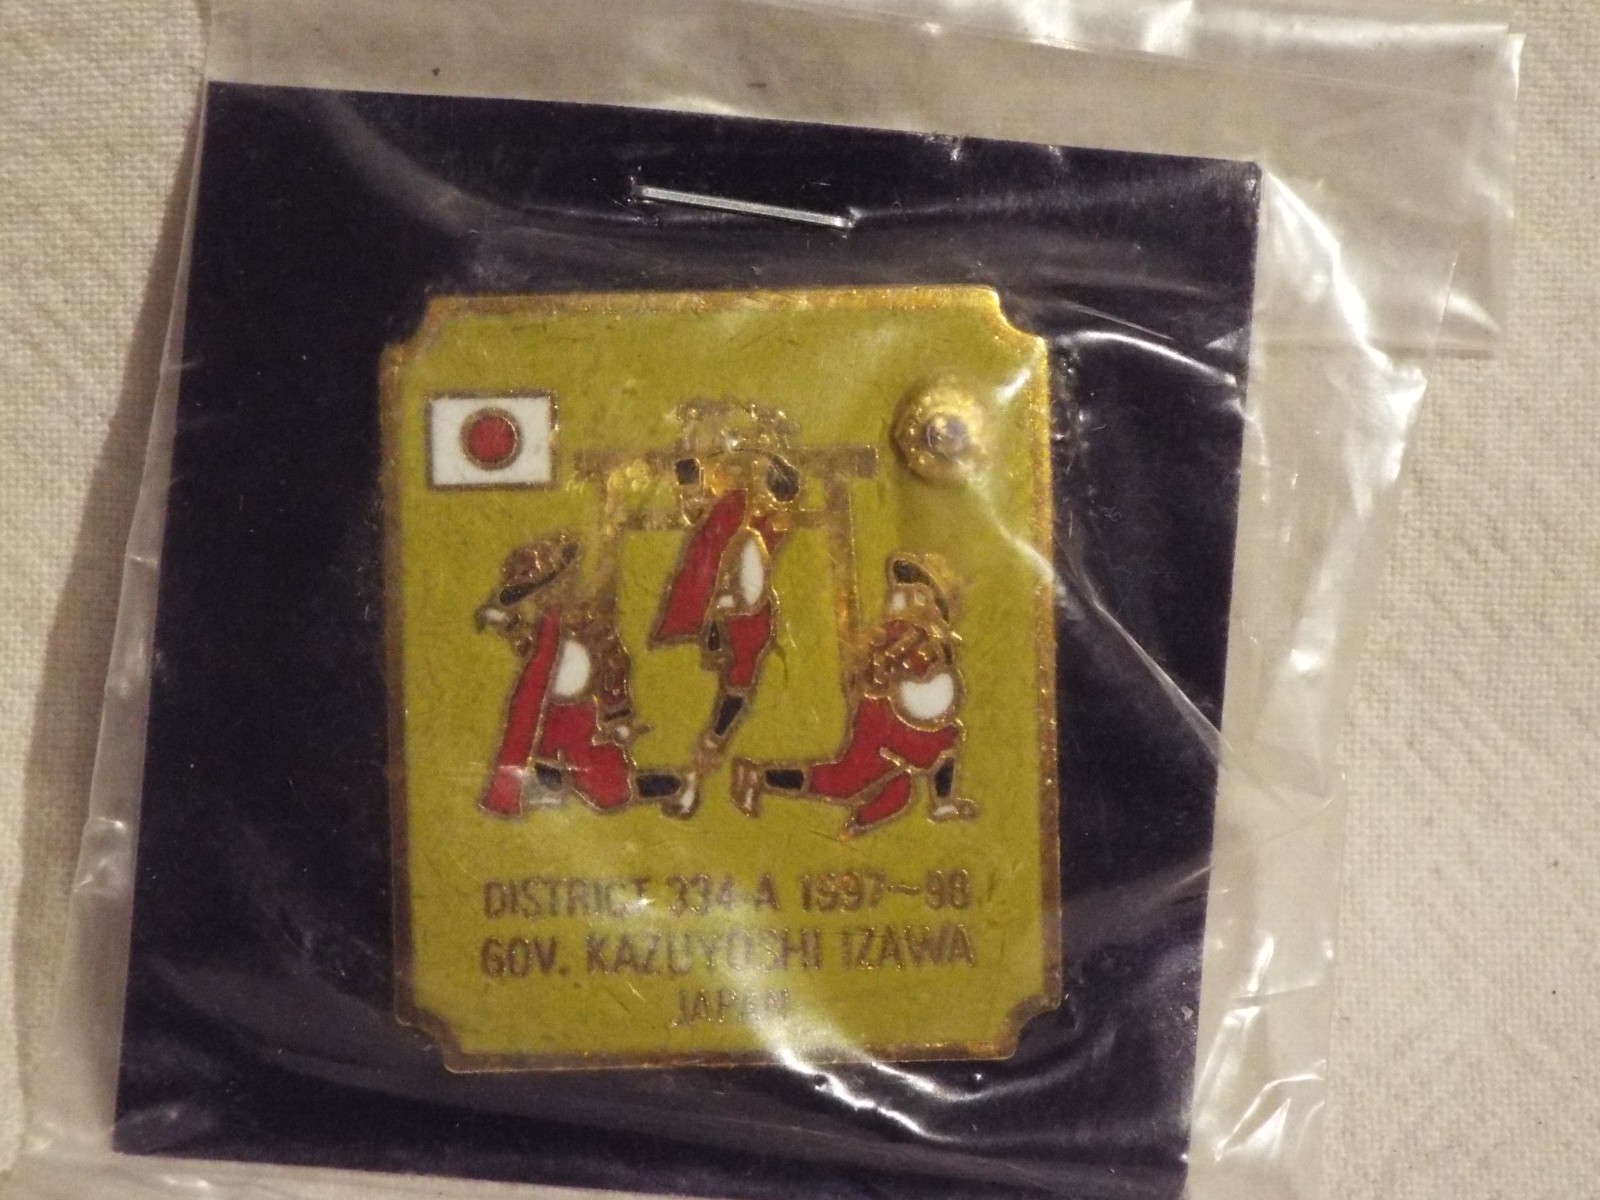 DISTRICT 334-A 1997~98
GOV. KAZUYOSHI IZAWA
JAPAN